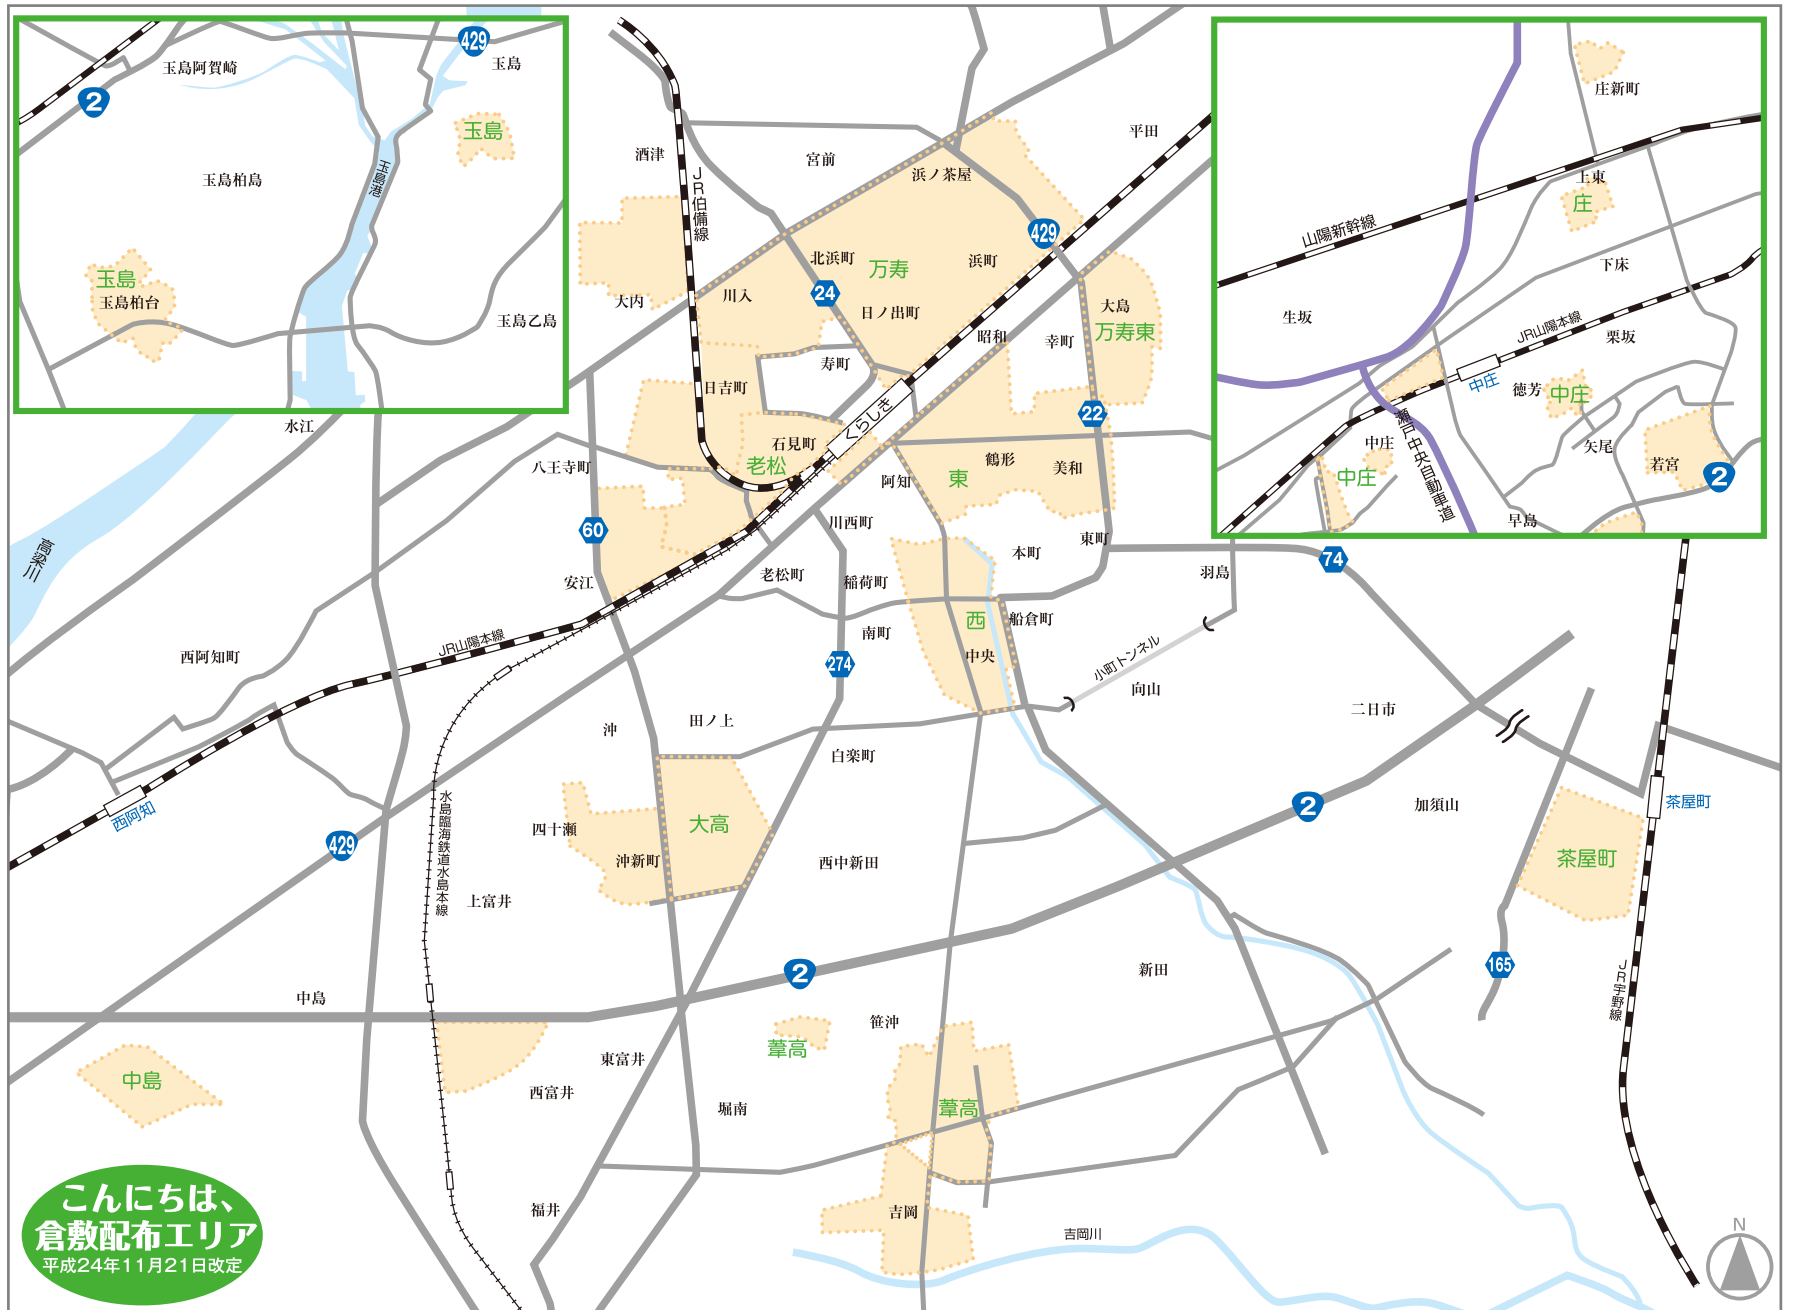 429
玉島阿賀崎
玉島
2
玉島
玉島柏島
玉島港
玉島
玉島柏台
玉島乙島
酒津
JR伯備線
宮前
浜ノ茶屋
平田
429
北浜町
万寿
浜町
大内
川入
24
日ノ出町
大島
万寿東
昭和
幸町
寿町
日吉町
くらしき
22
石見町
老松
鶴形
美和
阿知
東
庄新町
上東
庄
山陽新幹線
下床
生坂
JR山陽本線
栗坂
中庄
徳芳
中庄
瀬戸中央自動車道
中庄
矢尾
若宮
中庄
2
早島
水江
八王寺町
高梁川
60
川西町
本町
東町
安江
老松町
稲荷町
羽島
74
西
船倉町
南町
JR山陽本線
西阿知町
274
中央
小町トンネル
向山
沖
田ノ上
二日市
白楽町
西阿知
水島臨海鉄道水島本線
2
加須山
茶屋町
429
四十瀬
大高
沖新町
西中新田
茶屋町
上富井
2
新田
165
JR宇野線
中島
笹沖
東富井
葦高
中島
西富井
堀南
葦高
福井
吉岡
吉岡川
こんにちは、
倉敷配布エリア
平成24年11月21日改定
N